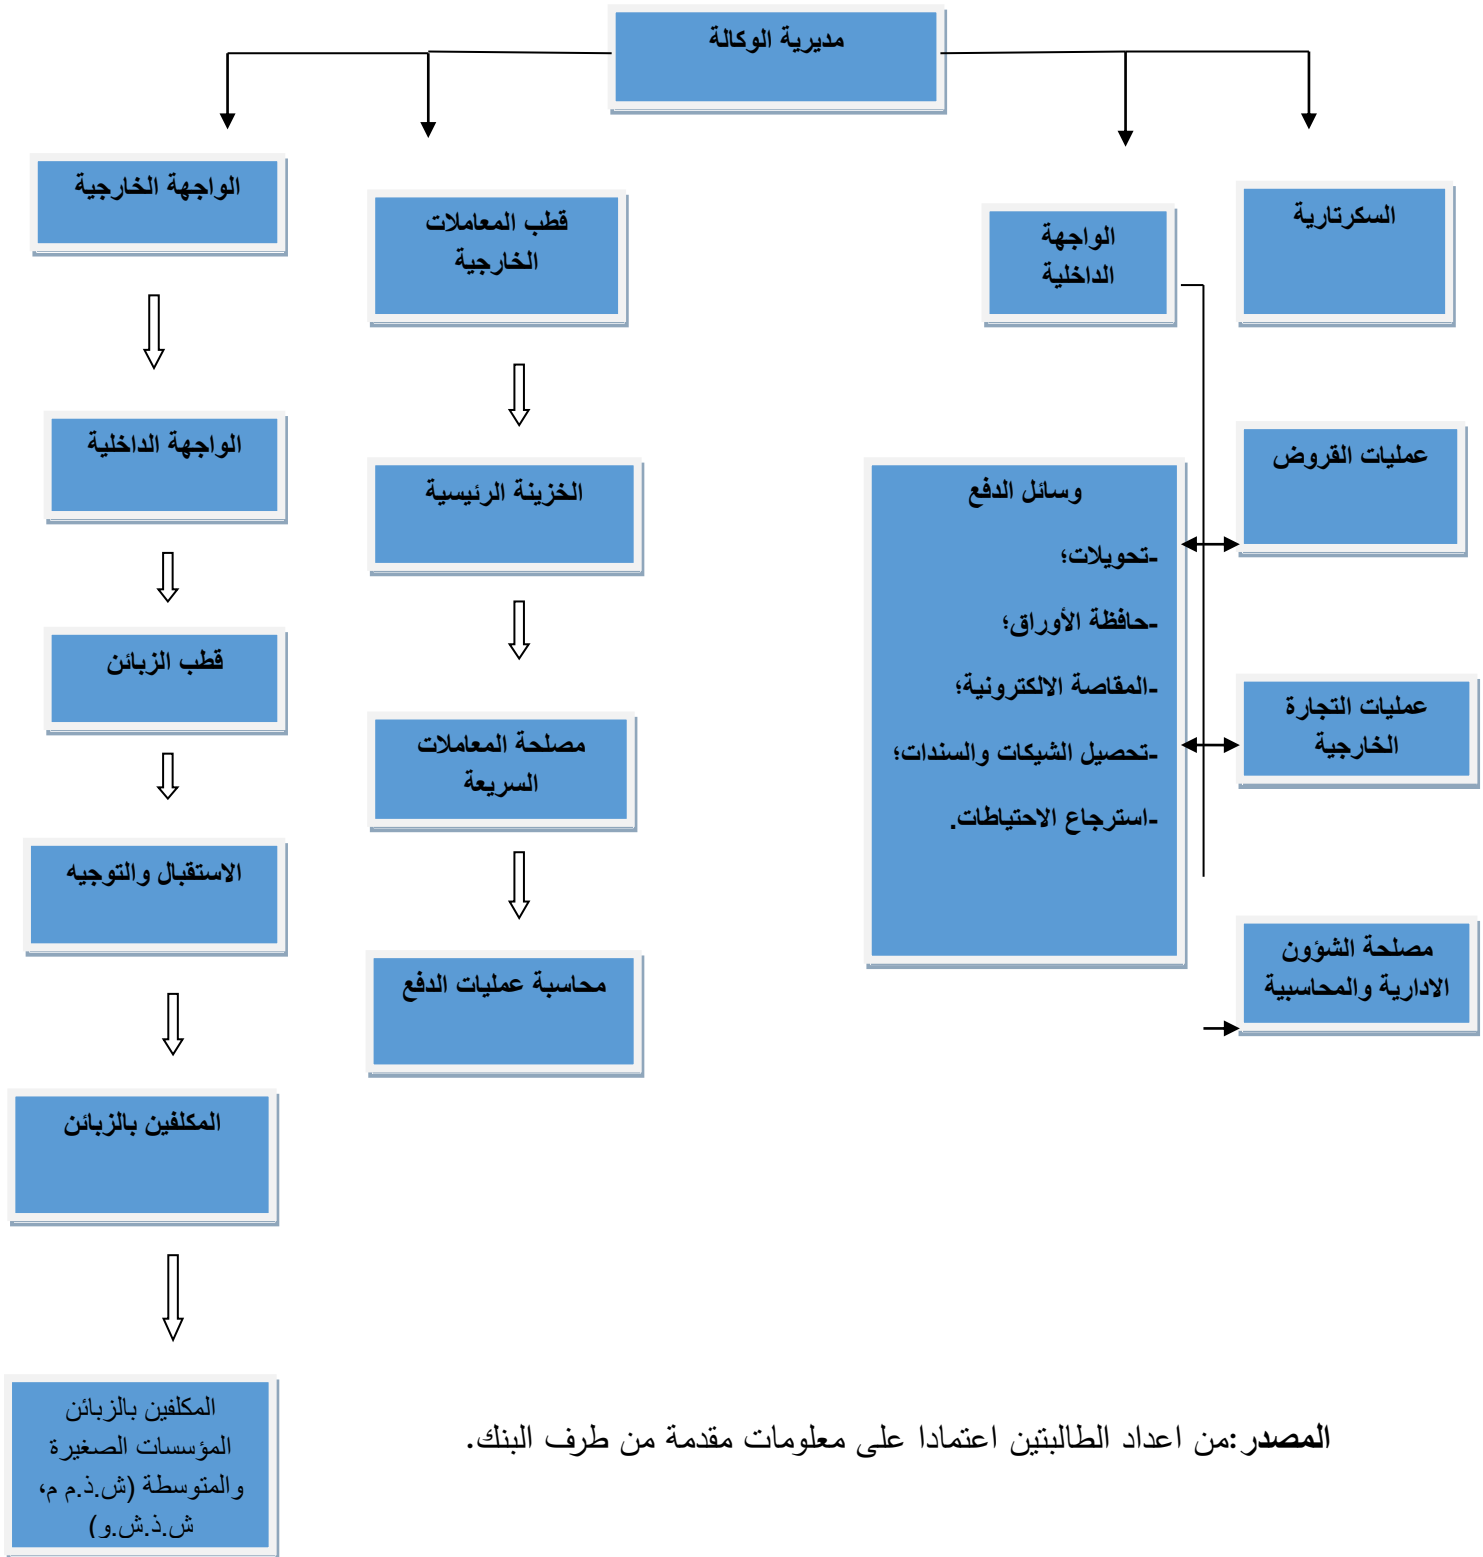 مديرية الوكالة
السكرتارية
الواجهة
الداخلية
قطب المعاملات
الخارجية
الواجهة الخارجية
عمليات القروض
وسائل الدفع
-تحويلات؛
-حافظة الأوراق؛
-المقاصة الالكترونية؛
-تحصيل الشيكات والسندات؛
-استرجاع الاحتياطات.
الخزينة الرئيسية
الواجهة الداخلية
قطب الزبائن
عمليات التجارة
الخارجية
مصلحة المعاملات
السريعة
الاستقبال والتوجيه
مصلحة الشؤون
الادارية والمحاسبية
محاسبة عمليات الدفع
المكلفين بالزبائن
المكلفين بالزبائن
المؤسسات الصغيرة
والمتوسطة (ش.ذ.م م،
ش.ذ.ش.و)
المصدر:من اعداد الطالبتين اعتمادا على معلومات مقدمة من طرف البنك.